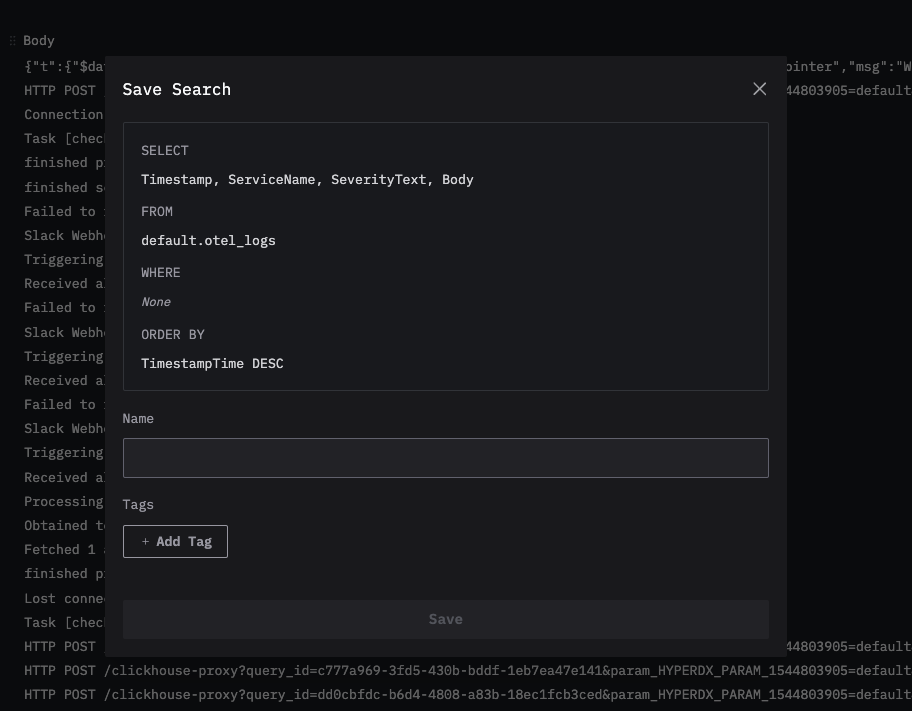 Body
{"t":{"$da
ointer","msg":"W
Save Search
HTTP POST
44803905=default
Connection
SELECT
Task [chec
finished p
Timestamp, ServiceName, SeverityText, Body
finished s
FROM
Failed to
Slack Webh
default.otel_logs
Triggering
WHERE
Received a
Failed to
None
Slack Webh
ORDER BY
Triggering
TimestampTime DESC
Received a
Failed to
Name
Slack Webh
Triggering
Received a
Processing
Tags
Obtained t
+ Add Tag
Fetched 1
finished p
Lost conne
Save
Task [chec
HTTP POST
44803905=default
HTTP POST /clickhouse-proxy?query_id=c777a969-3fd5-430b-bddf-1eb7ea47e141&param_HYPERDX_PARAM_1544803905=default
HTTP POST /clickhouse-proxy?query_id=dd0cbfdc-b6d4-4808-a83b-18ec1fcb3ced&param_HYPERDX_PARAM_1544803905=default